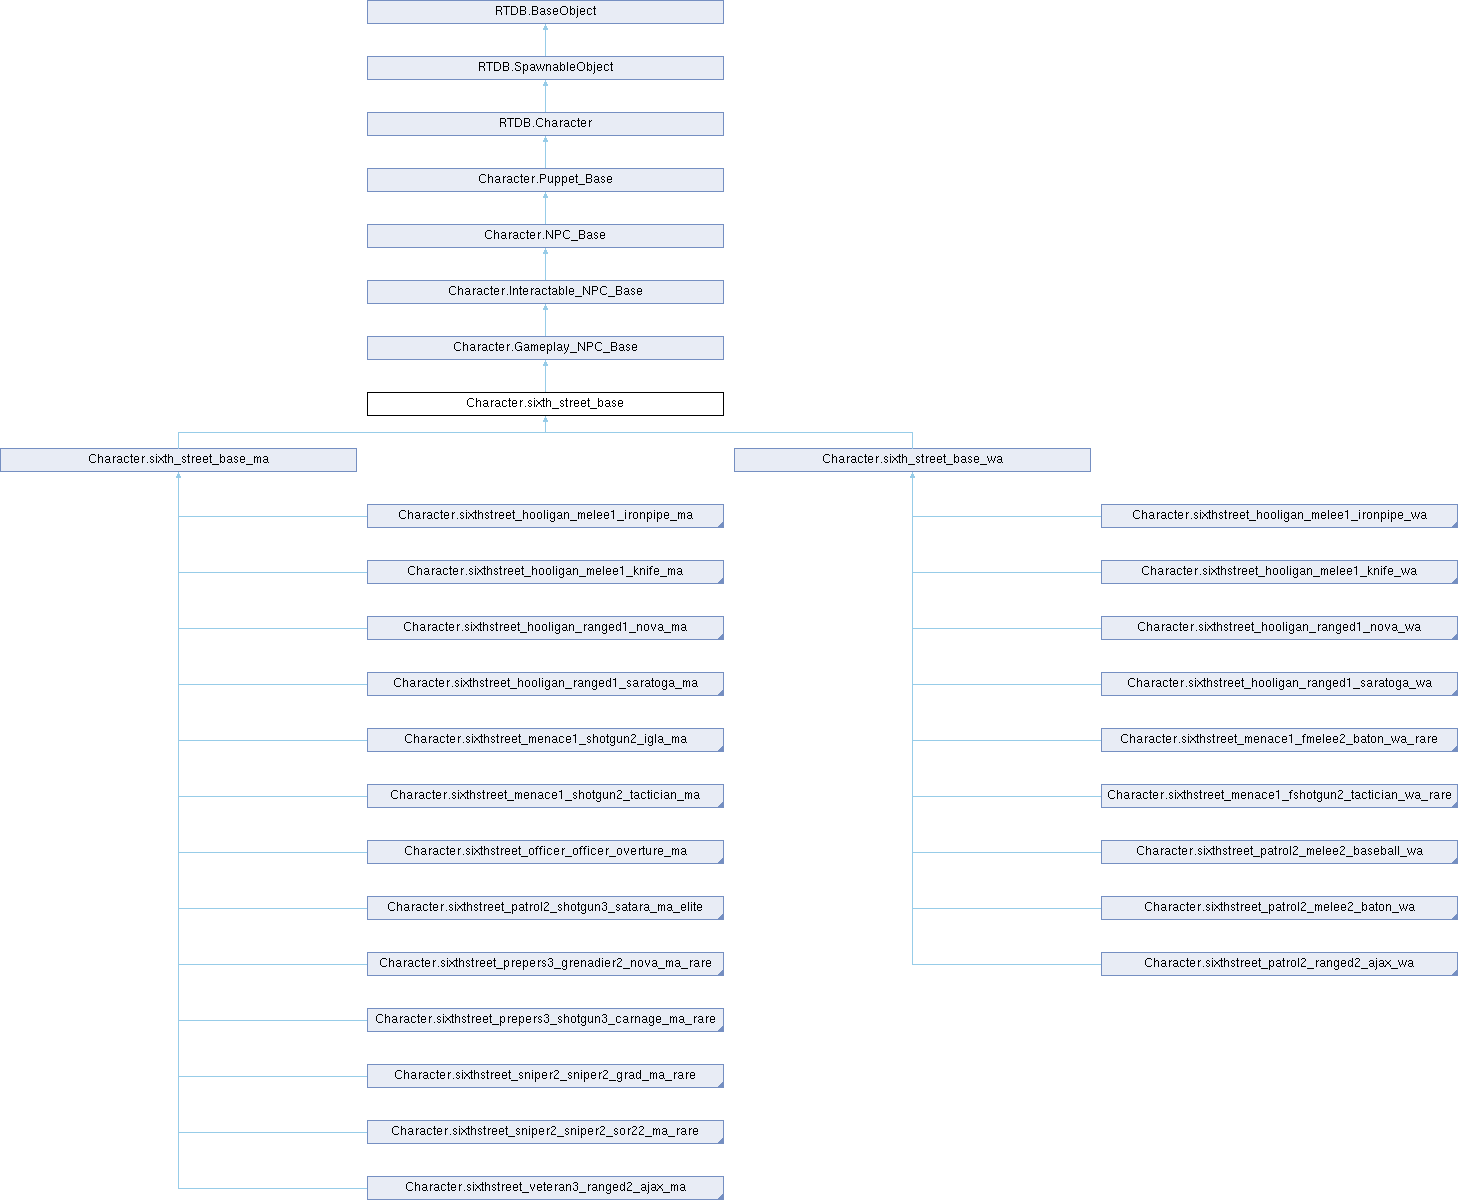 RTDB.BaseObject
RTDB.SpawnableObject
RTDB.Character
Character.Puppet_Base
Character.NPC_Base
Character.Interactable_NPC_Base
Character.Gameplay_NPC_Base
Character.sixth_street_base
Character.sixth_street_base_ma
Character.sixth_street_base_wa
Character.sixthstreet_hooligan_melee1_ironpipe_ma
Character.sixthstreet_hooligan_melee1_ironpipe_wa
Character.sixthstreet_hooligan_melee1_knife_ma
Character.sixthstreet_hooligan_melee1_knife_wa
Character.sixthstreet_hooligan_ranged1_nova_ma
Character.sixthstreet_hooligan_ranged1_nova_wa
Character.sixthstreet_hooligan_ranged1_saratoga_ma
Character.sixthstreet_hooligan_ranged1_saratoga_wa
Character.sixthstreet_menace1_shotgun2_igla_ma
Character.sixthstreet_menace1_fmelee2_baton_wa_rare
Character.sixthstreet_menace1_shotgun2_tactician_ma
Character.sixthstreet_menace1_fshotgun2_tactician_wa_rare
Character.sixthstreet_officer_officer_overture_ma
Character.sixthstreet_patrol2_melee2_baseball_wa
Character.sixthstreet_patrol2_shotgun3_satara_ma_elite
Character.sixthstreet_patrol2_melee2_baton_wa
Character.sixthstreet_prepers3_grenadier2_nova_ma_rare
Character.sixthstreet_patrol2_ranged2_ajax_wa
Character.sixthstreet_prepers3_shotgun3_carnage_ma_rare
Character.sixthstreet_sniper2_sniper2_grad_ma_rare
Character.sixthstreet_sniper2_sniper2_sor22_ma_rare
Character.sixthstreet_veteran3_ranged2_ajax_ma